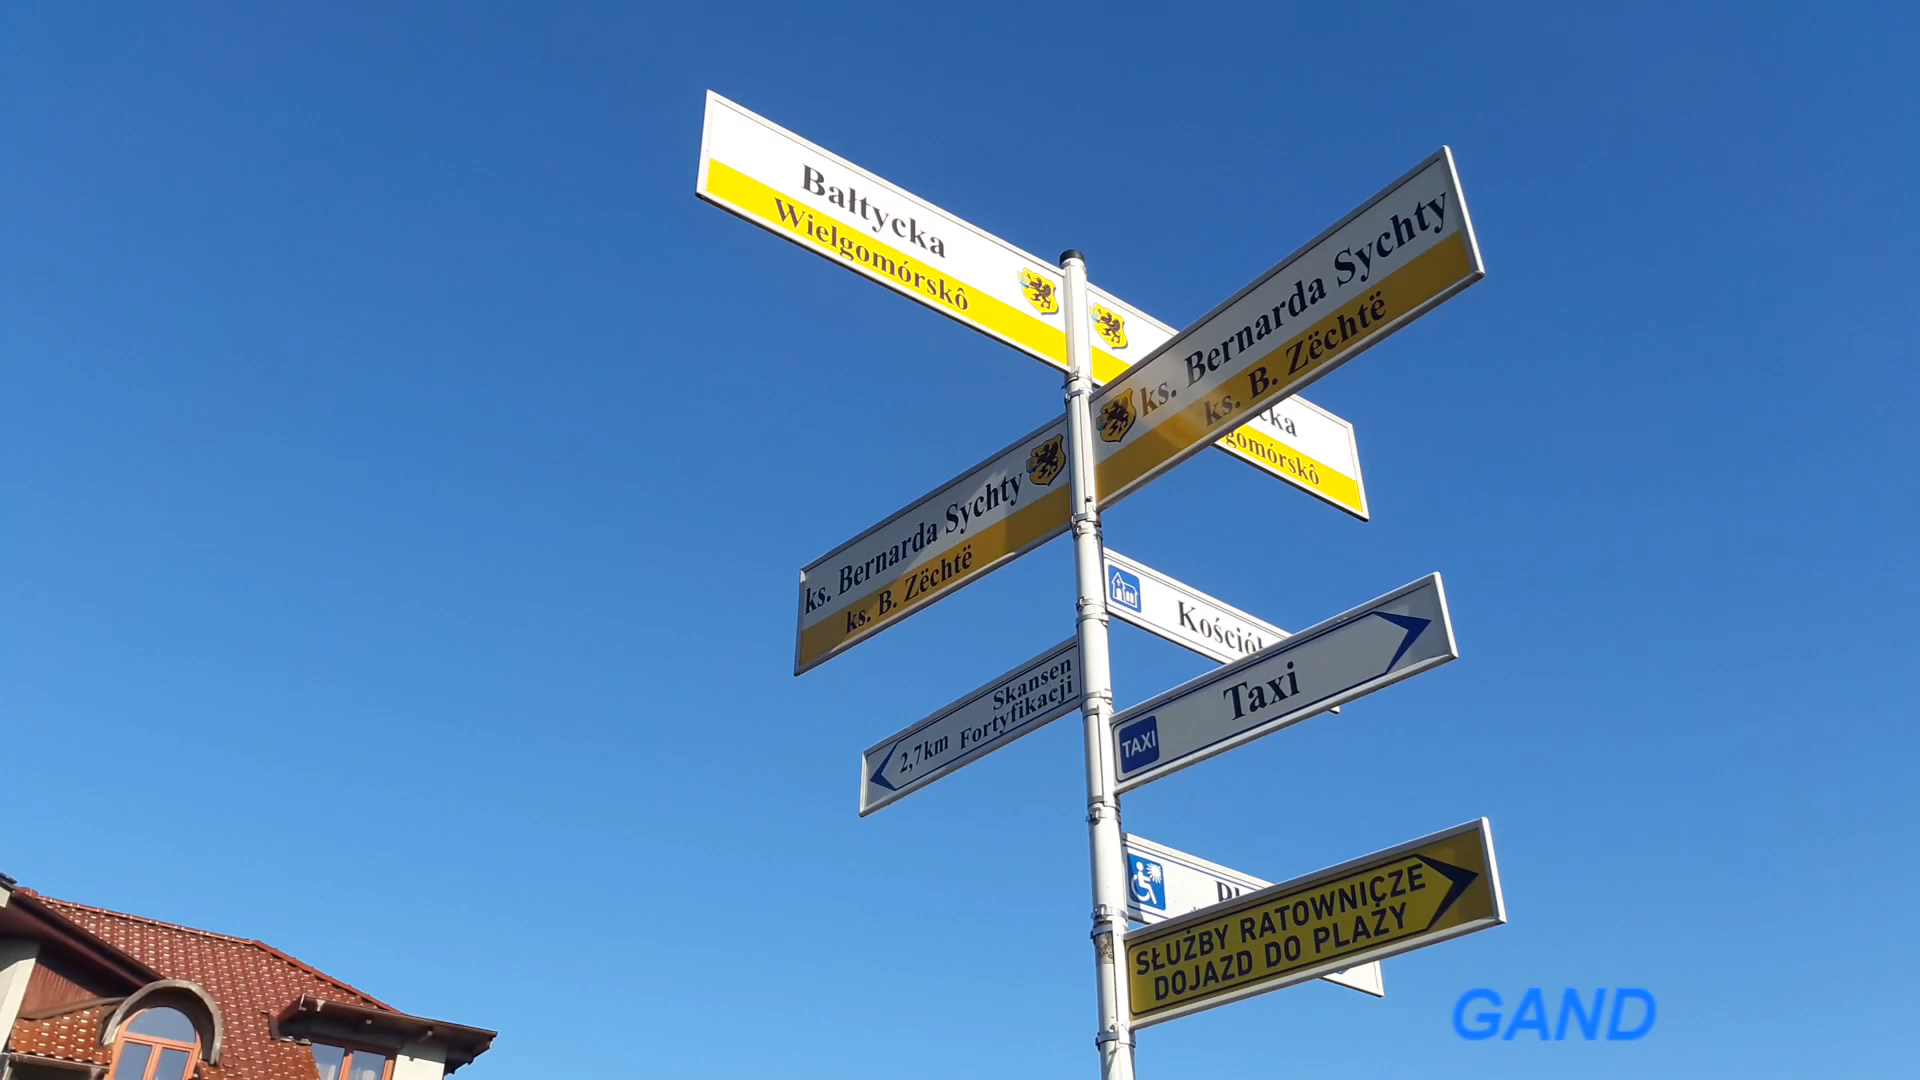 Bałtycka
Wielgomórskô
ks. Bernarda Sychty
ks. B. Zëchtë
ks. Bernarda Sychty
ks. B. Zëchtë
Skansen
2,7km Fortyfikacji
Taxi
TAXI
SŁUŻBY RATOWNICZE
DOJAZD DO PLAŻY
GAND